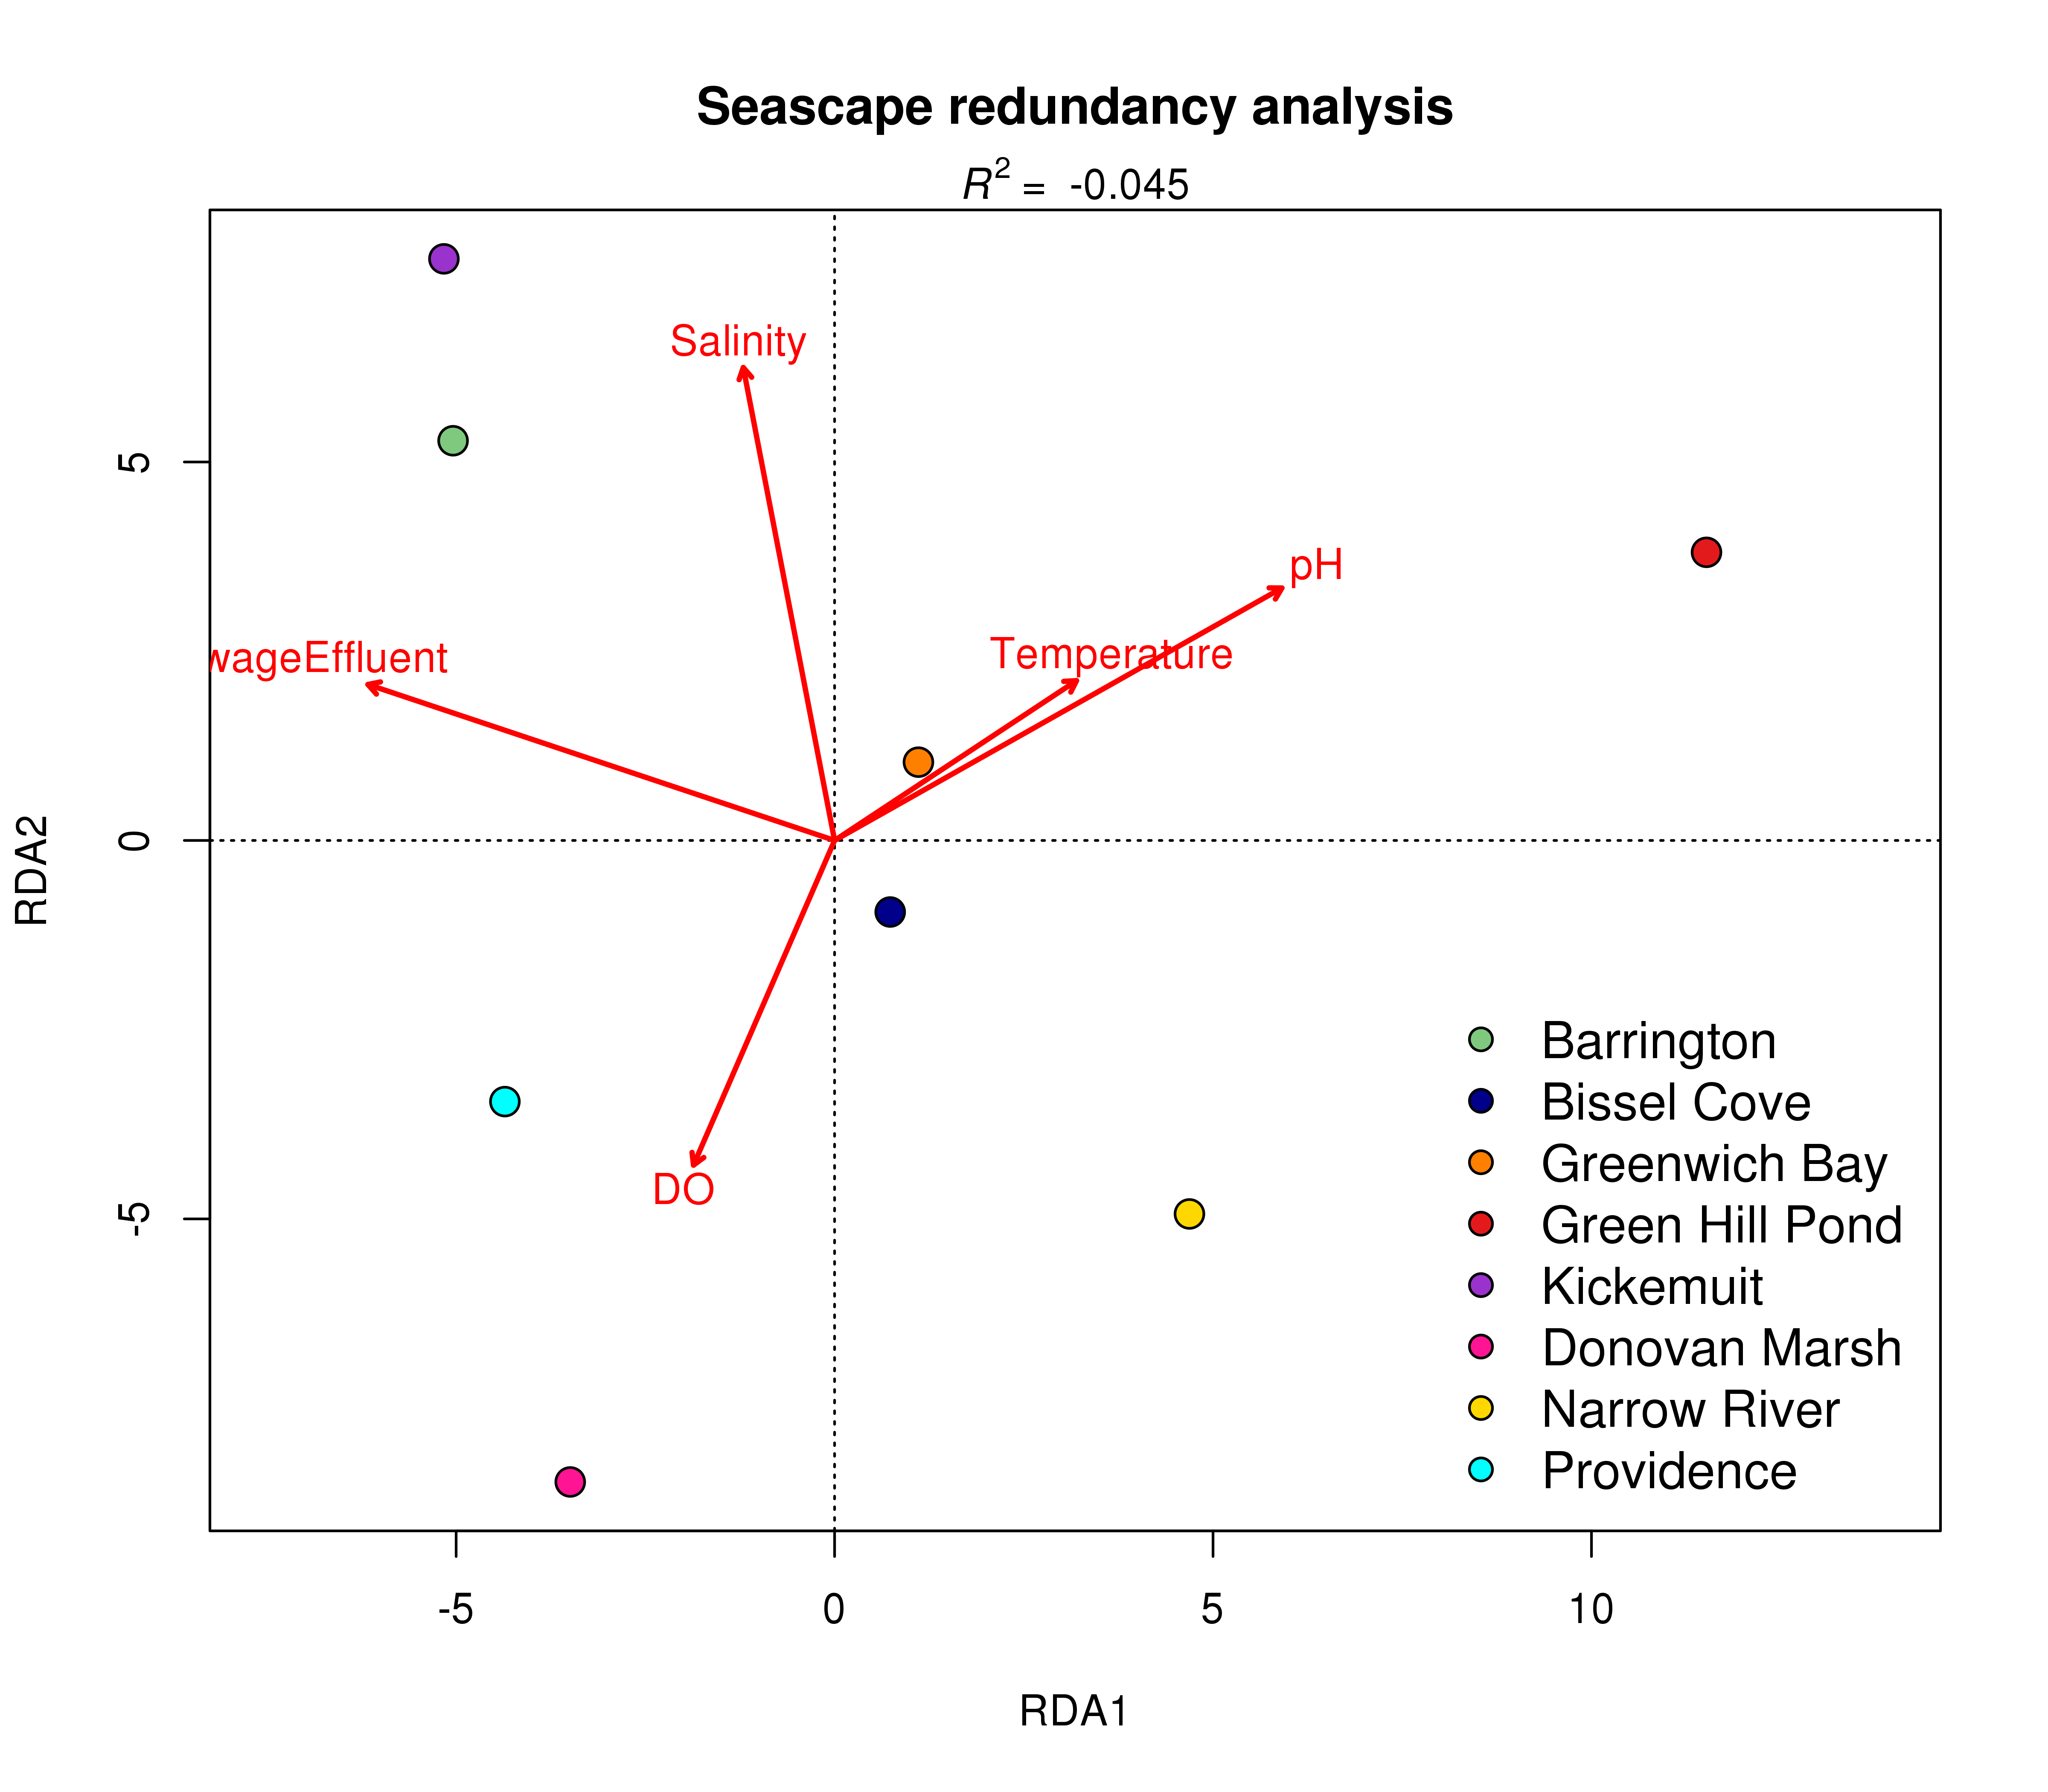 Seascape redundancy analysis
R² = -0.045
Salinity
pH
Temperature
wageEffluent
DO
5
0
-5
RDA2
Barrington
Bissel Cove
Greenwich Bay
Green Hill Pond
Kickemuit
Donovan Marsh
Narrow River
Providence
-5 0 5 10
RDA1